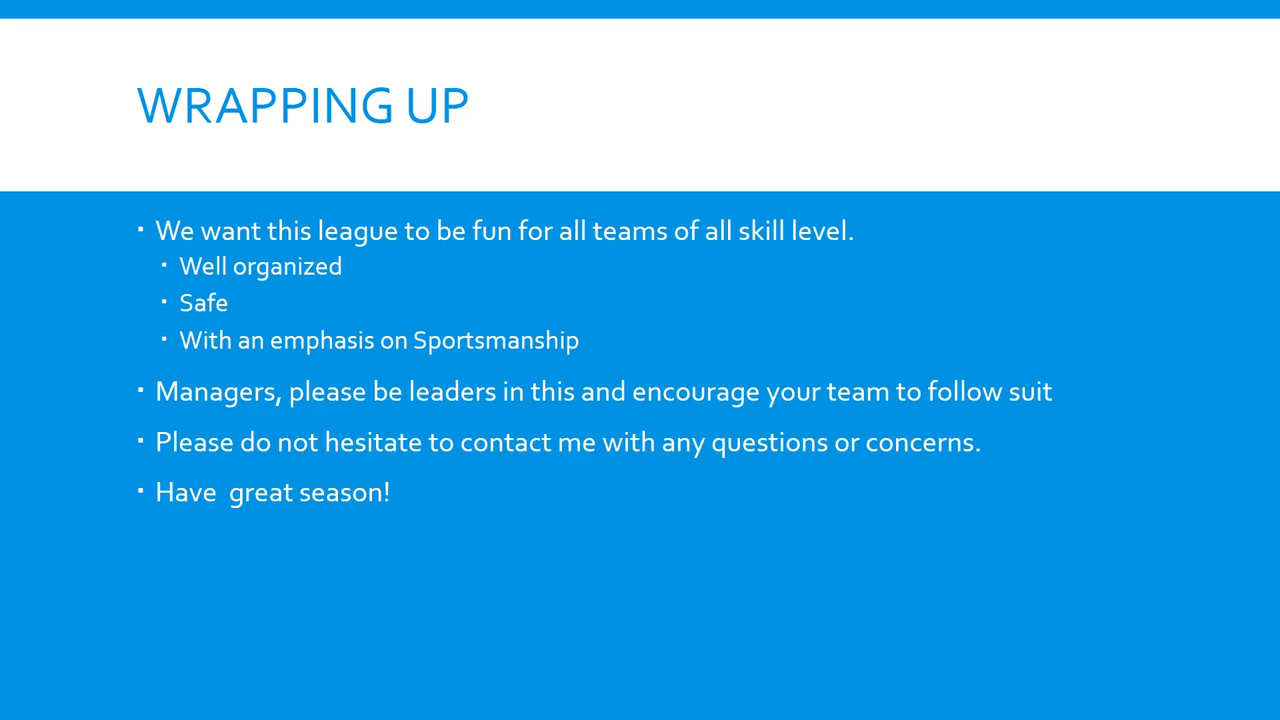 WRAPPING UP
▪ We want this league to be fun for all teams of all skill level.
▪ Well organized
▪ Safe
▪ With an emphasis on Sportsmanship
▪ Managers, please be leaders in this and encourage your team to follow suit
▪ Please do not hesitate to contact me with any questions or concerns.
▪ Have  great season!